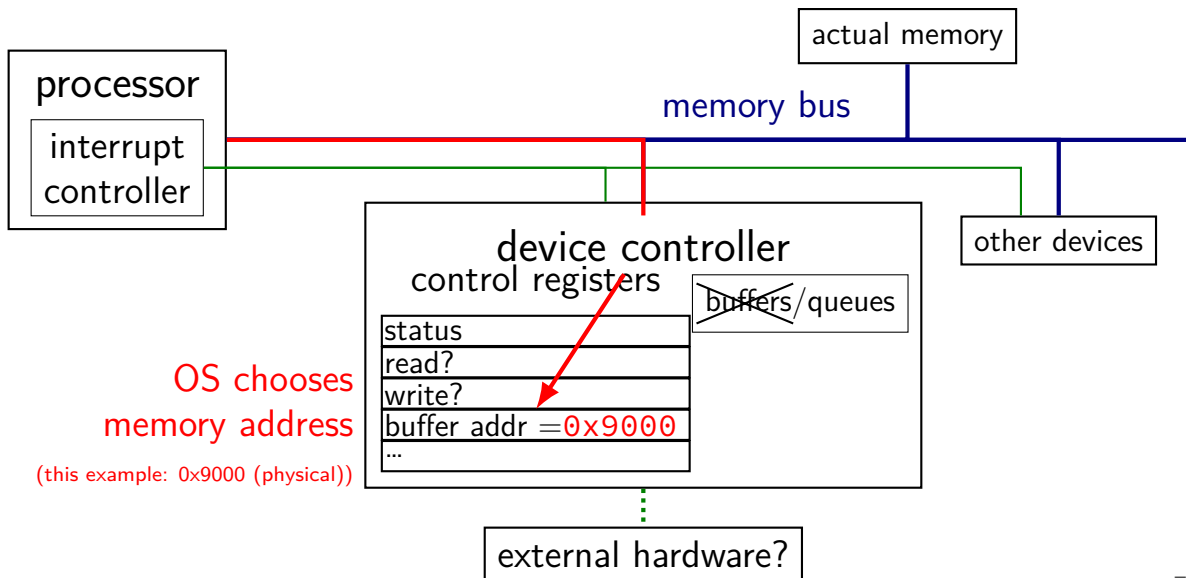 actual memory
processor
memory bus
interrupt
controller
other devices
device controller
control registers
buffers/queues
status
read?
OS chooses
write?
memory address
buffer addr =0x9000
...
(this example: 0x9000 (physical))
external hardware?